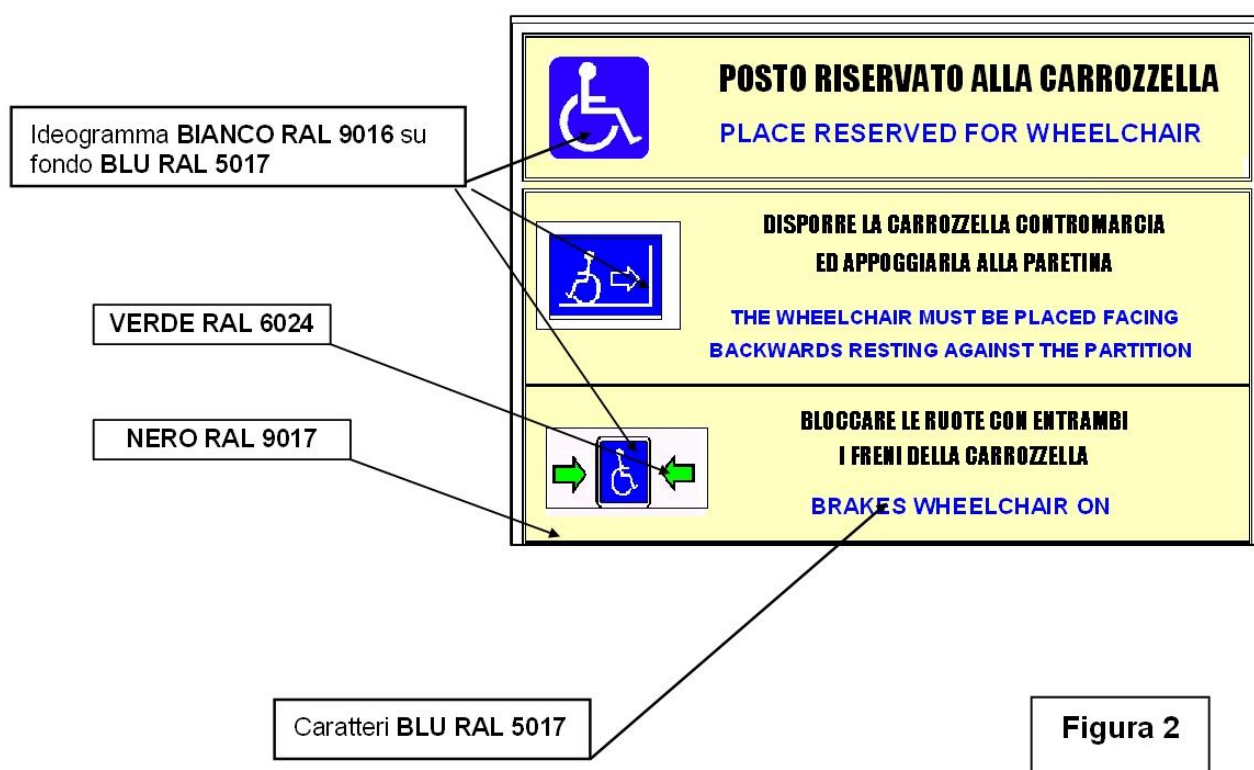 POSTO RISERVATO ALLA CARROZZELLA
PLACE RESERVED FOR WHEELCHAIR
Ideogramma BIANCO RAL 9016 su
fondo BLU RAL 5017
DISPORRE LA CARROZZELLA CONTROMARCIA
ED APPOGGIARLA ALLA PARETINA
THE WHEELCHAIR MUST BE PLACED FACING
BACKWARDS RESTING AGAINST THE PARTITION
VERDE RAL 6024
NERO RAL 9017
BLOCCARE LE RUOTE CON ENTRAMBI
I FRENI DELLA CARROZZELLA
BRAKES WHEELCHAIR ON
Caratteri BLU RAL 5017
Figura 2